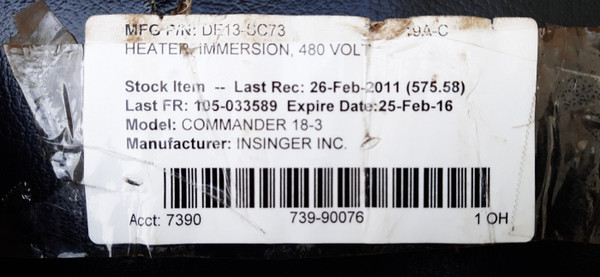 MFG P/N: DE13-SC73 19A-C
HEATER, IMMERSION, 480 VOLT
Stock Item -- Last Rec: 26-Feb-2011 (575.58)
Last FR: 105-033589 Expire Date:25-Feb-16
Model: COMMANDER 18-3
Manufacturer: INSINGER INC.
Acct: 7390 739-90076 1 OH